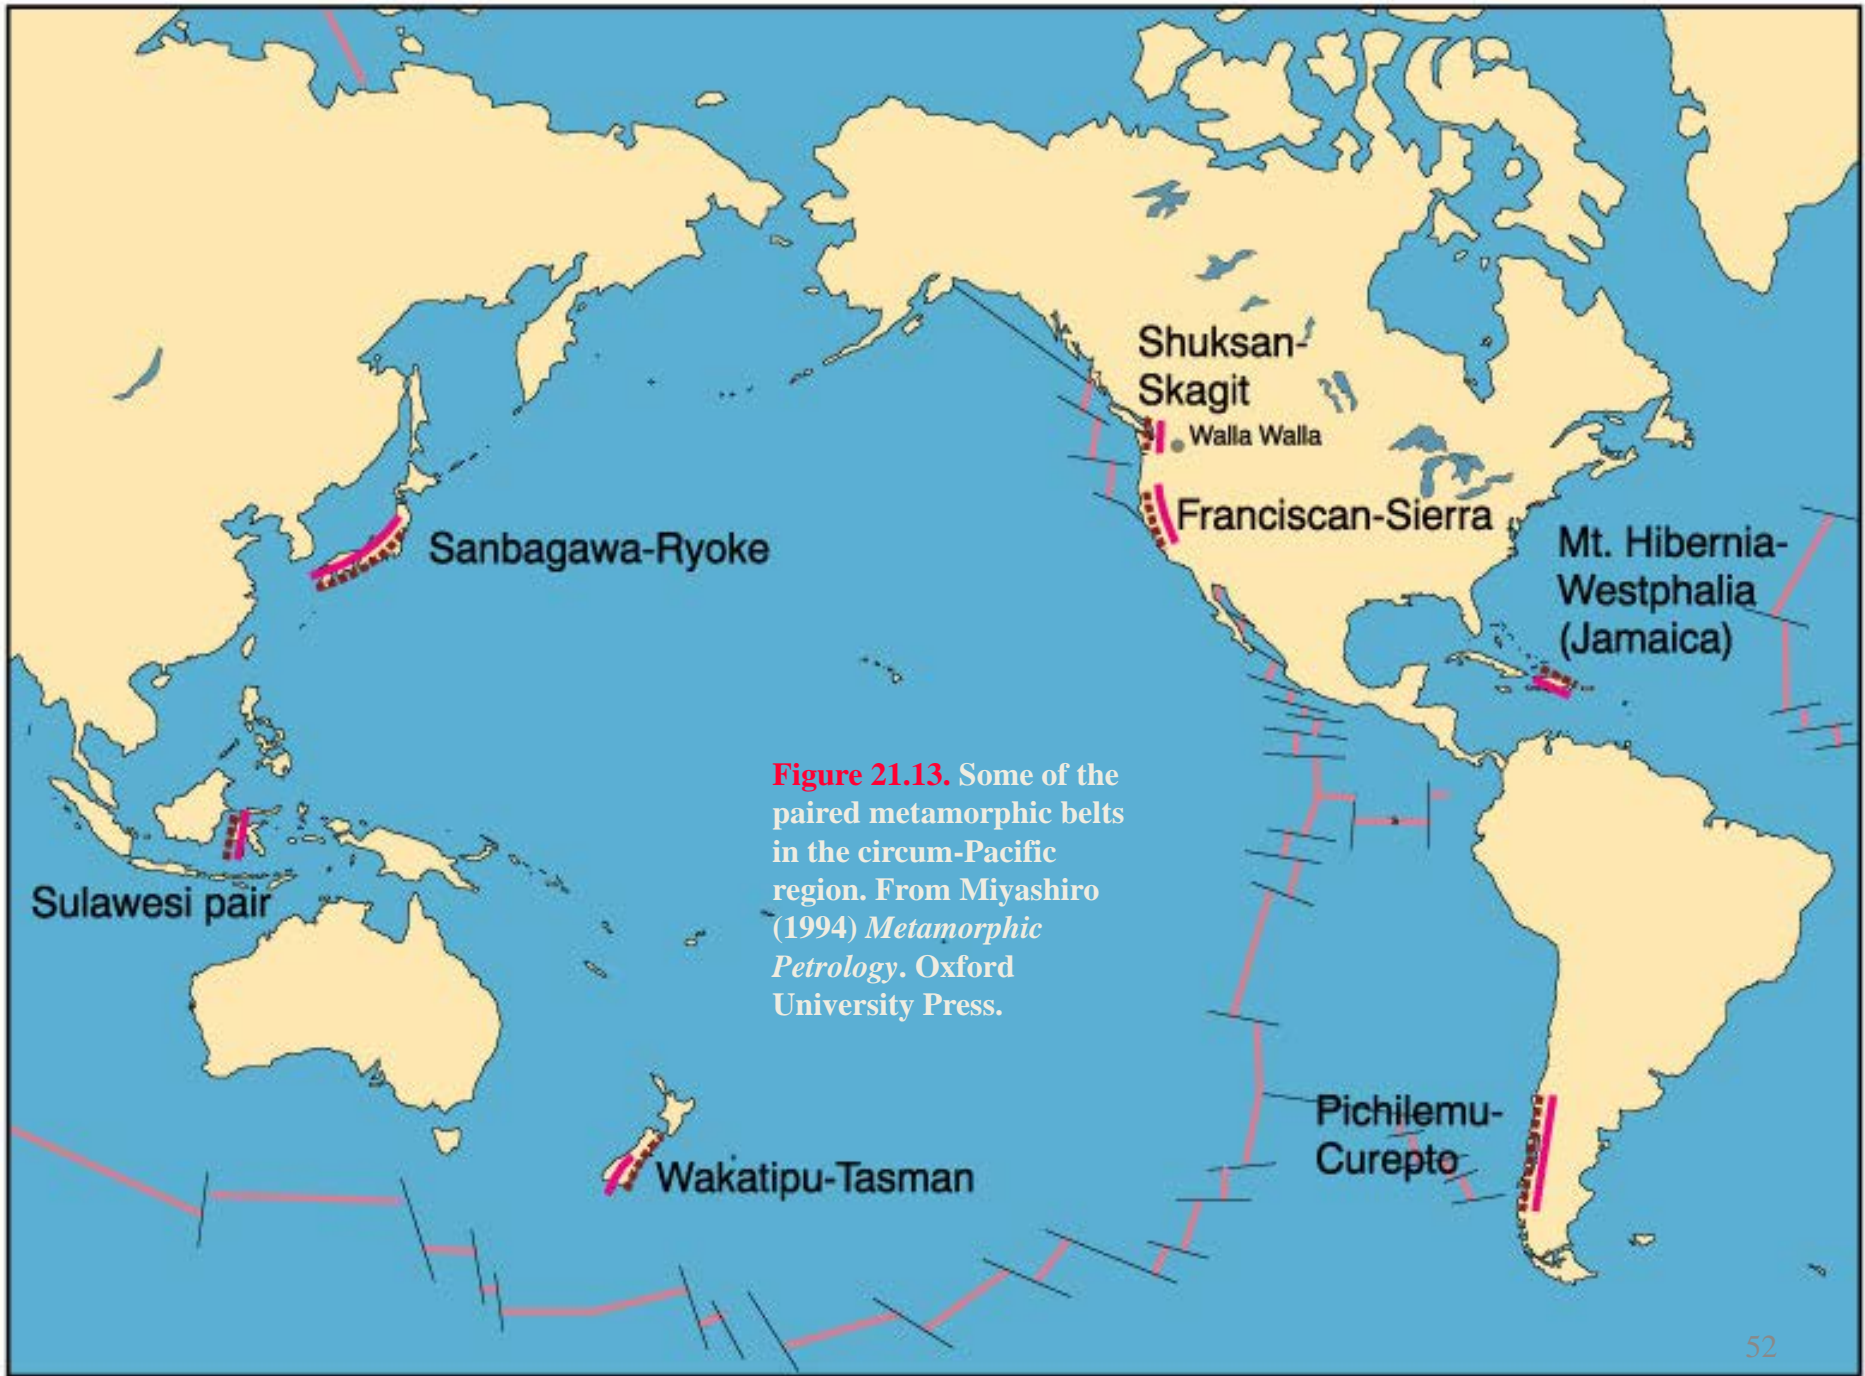 Shuksan-
Skagit
Walla Walla
Franciscan-Sierra
Sanbagawa-Ryoke
Mt. Hibernia-
Westphalia
(Jamaica)
Figure 21.13. Some of the
paired metamorphic belts
in the circum-Pacific
region. From Miyashiro
(1994) Metamorphic
Petrology. Oxford
University Press.
Sulawesi pair
Pichilemu-
Curepto
Wakatipu-Tasman
52